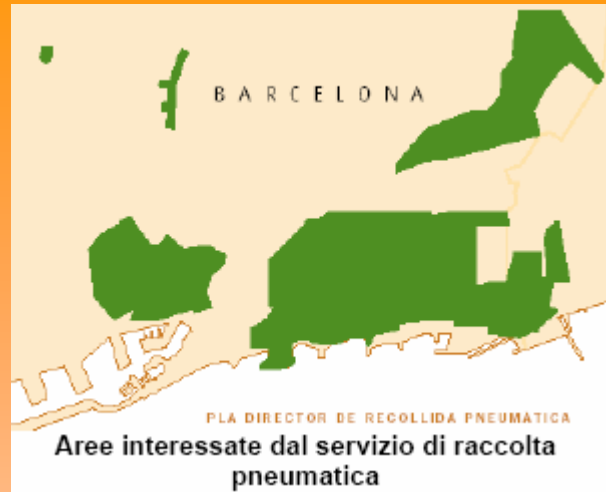 BARCELONA
PLA DIRECTOR DE RECOLLIDA PNEUMATICA
Aree interessate dal servizio di raccolta
pneumatica